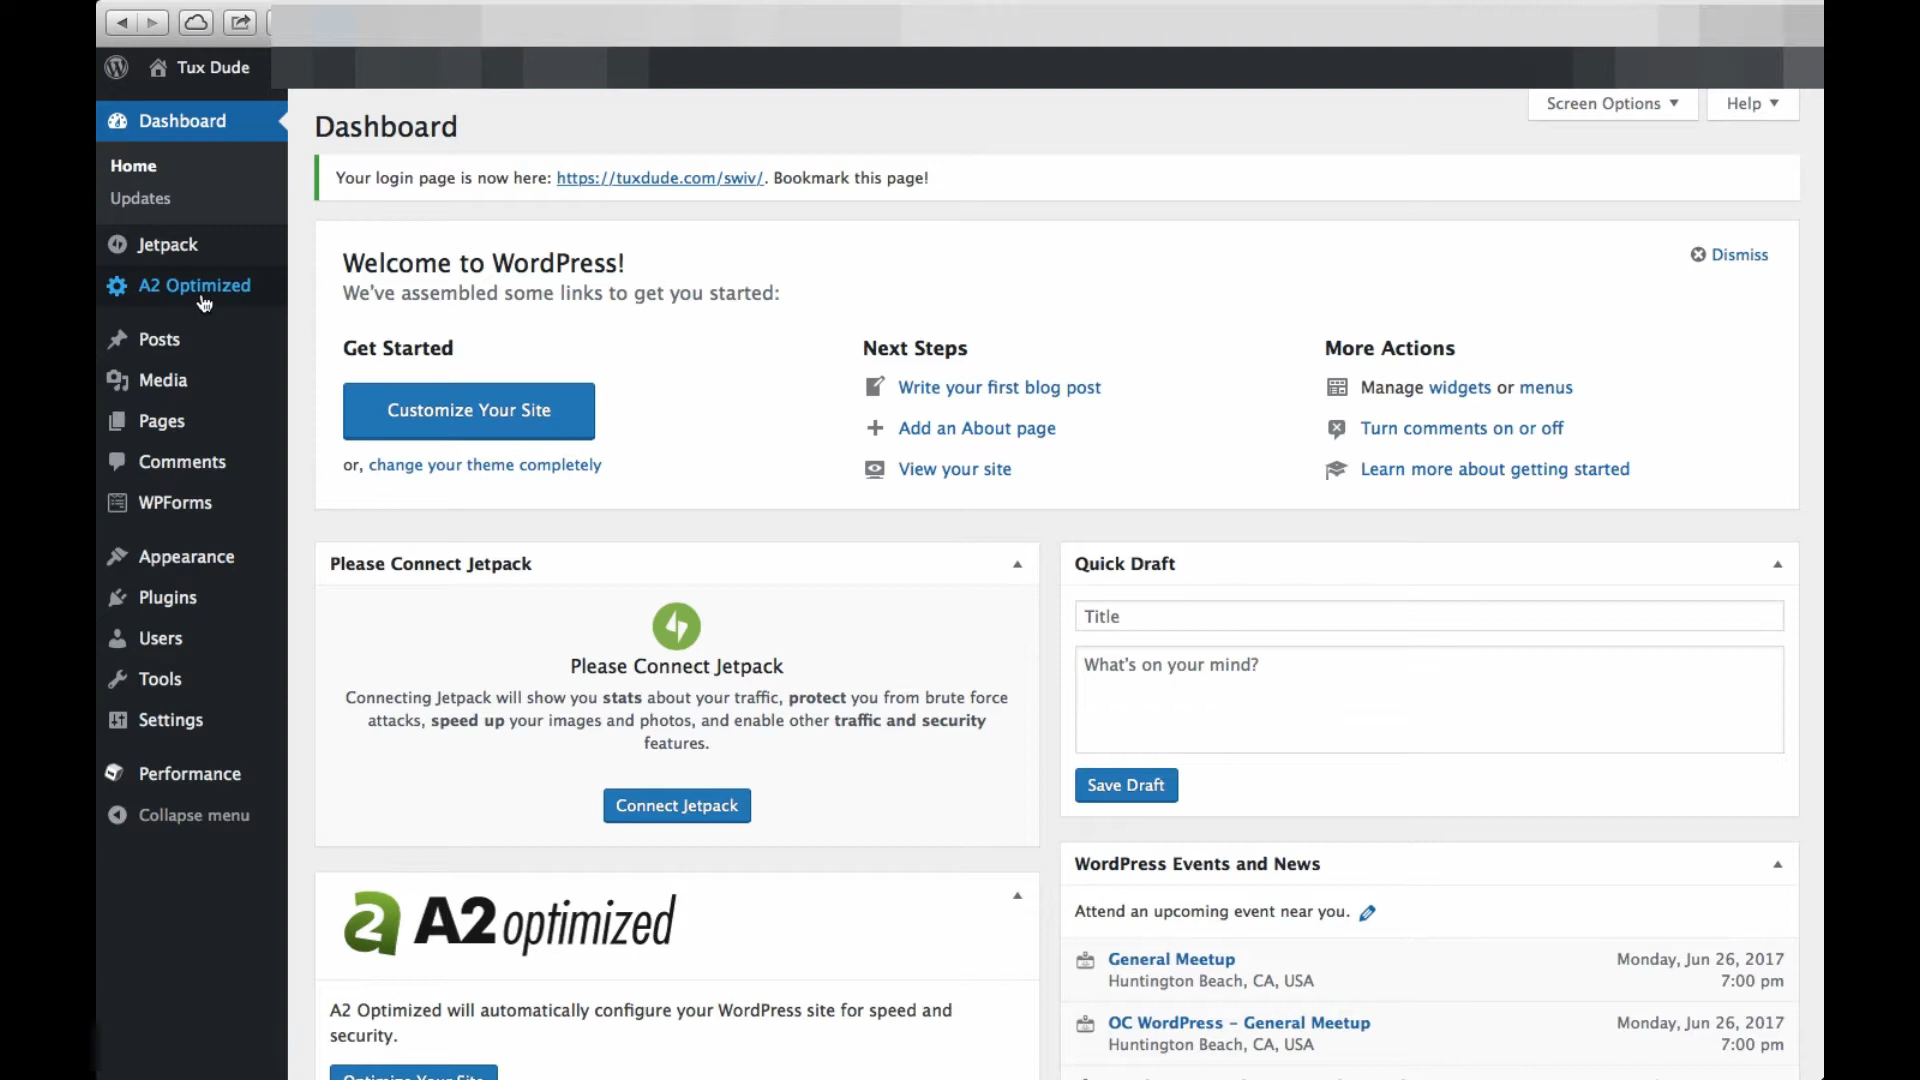 Tux Dude
Dashboard
Home
Updates
Jetpack
A2 Optimized
Posts
Media
Pages
Comments
WPForms
Appearance
Plugins
Users
Tools
Settings
Performance
Collapse menu
Screen Options
Help
Dashboard
Your login page is now here: https://tuxdude.com/swiv/. Bookmark this page!
Welcome to WordPress!
We've assembled some links to get you started:
Dismiss
Get Started
Customize Your Site
or, change your theme completely
Next Steps
Write your first blog post
Add an About page
View your site
More Actions
Manage widgets or menus
Turn comments on or off
Learn more about getting started
Please Connect Jetpack
Please Connect Jetpack
Connecting Jetpack will show you stats about your traffic, protect you from brute force
attacks, speed up your images and photos, and enable other traffic and security
features.
Connect Jetpack
A2 optimized
A2 Optimized will automatically configure your WordPress site for speed and
security.
Optimize Your Site
Quick Draft
Title
What's on your mind?
Save Draft
WordPress Events and News
Attend an upcoming event near you.
General Meetup
Huntington Beach, CA, USA
Monday, Jun 26, 2017
7:00 pm
OC WordPress – General Meetup
Huntington Beach, CA, USA
Monday, Jun 26, 2017
7:00 pm